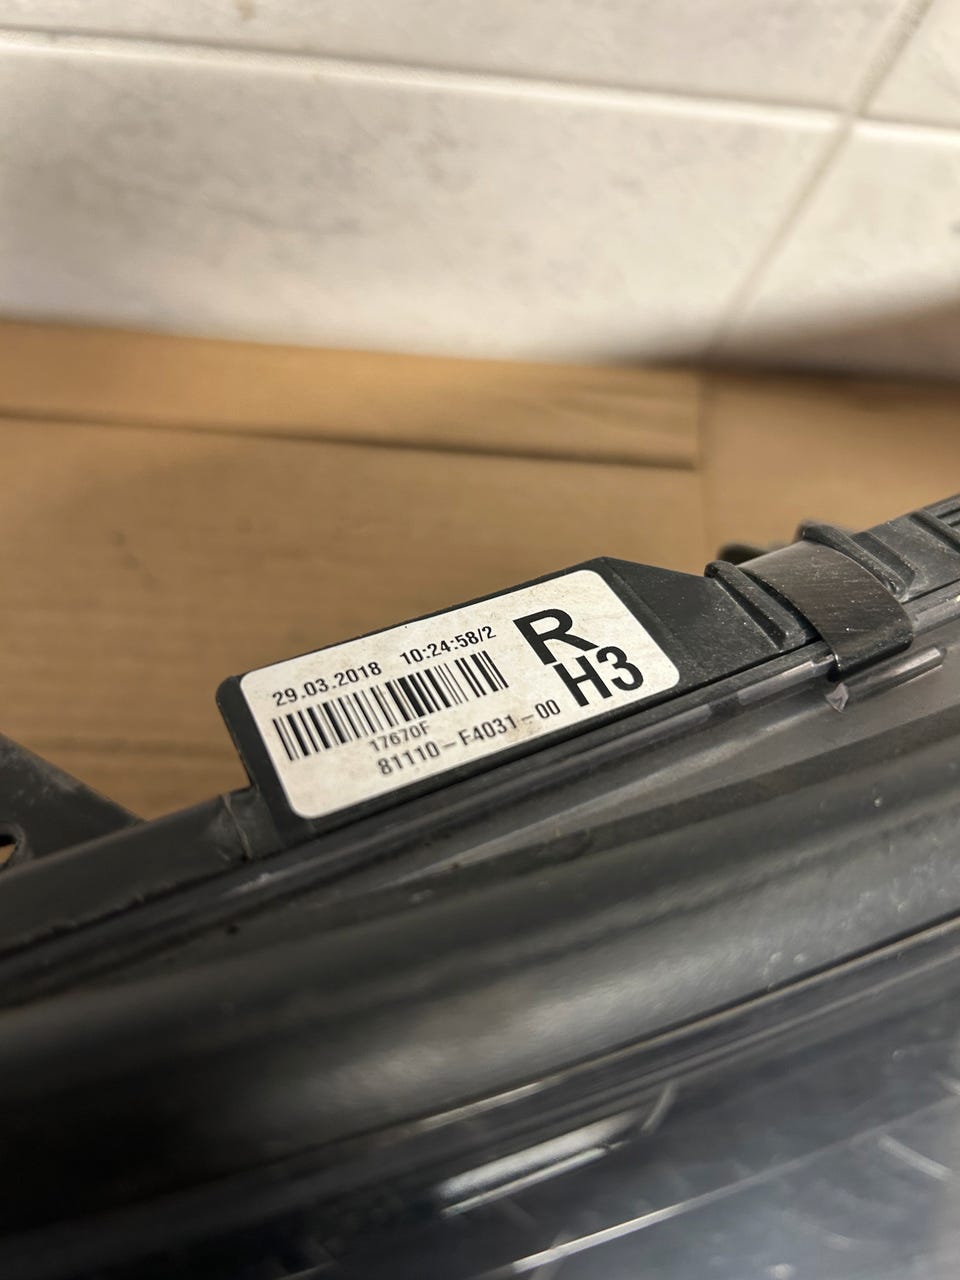 29.03.2018 10:24:58/2
R
H3
17670F
81110-F4031-00